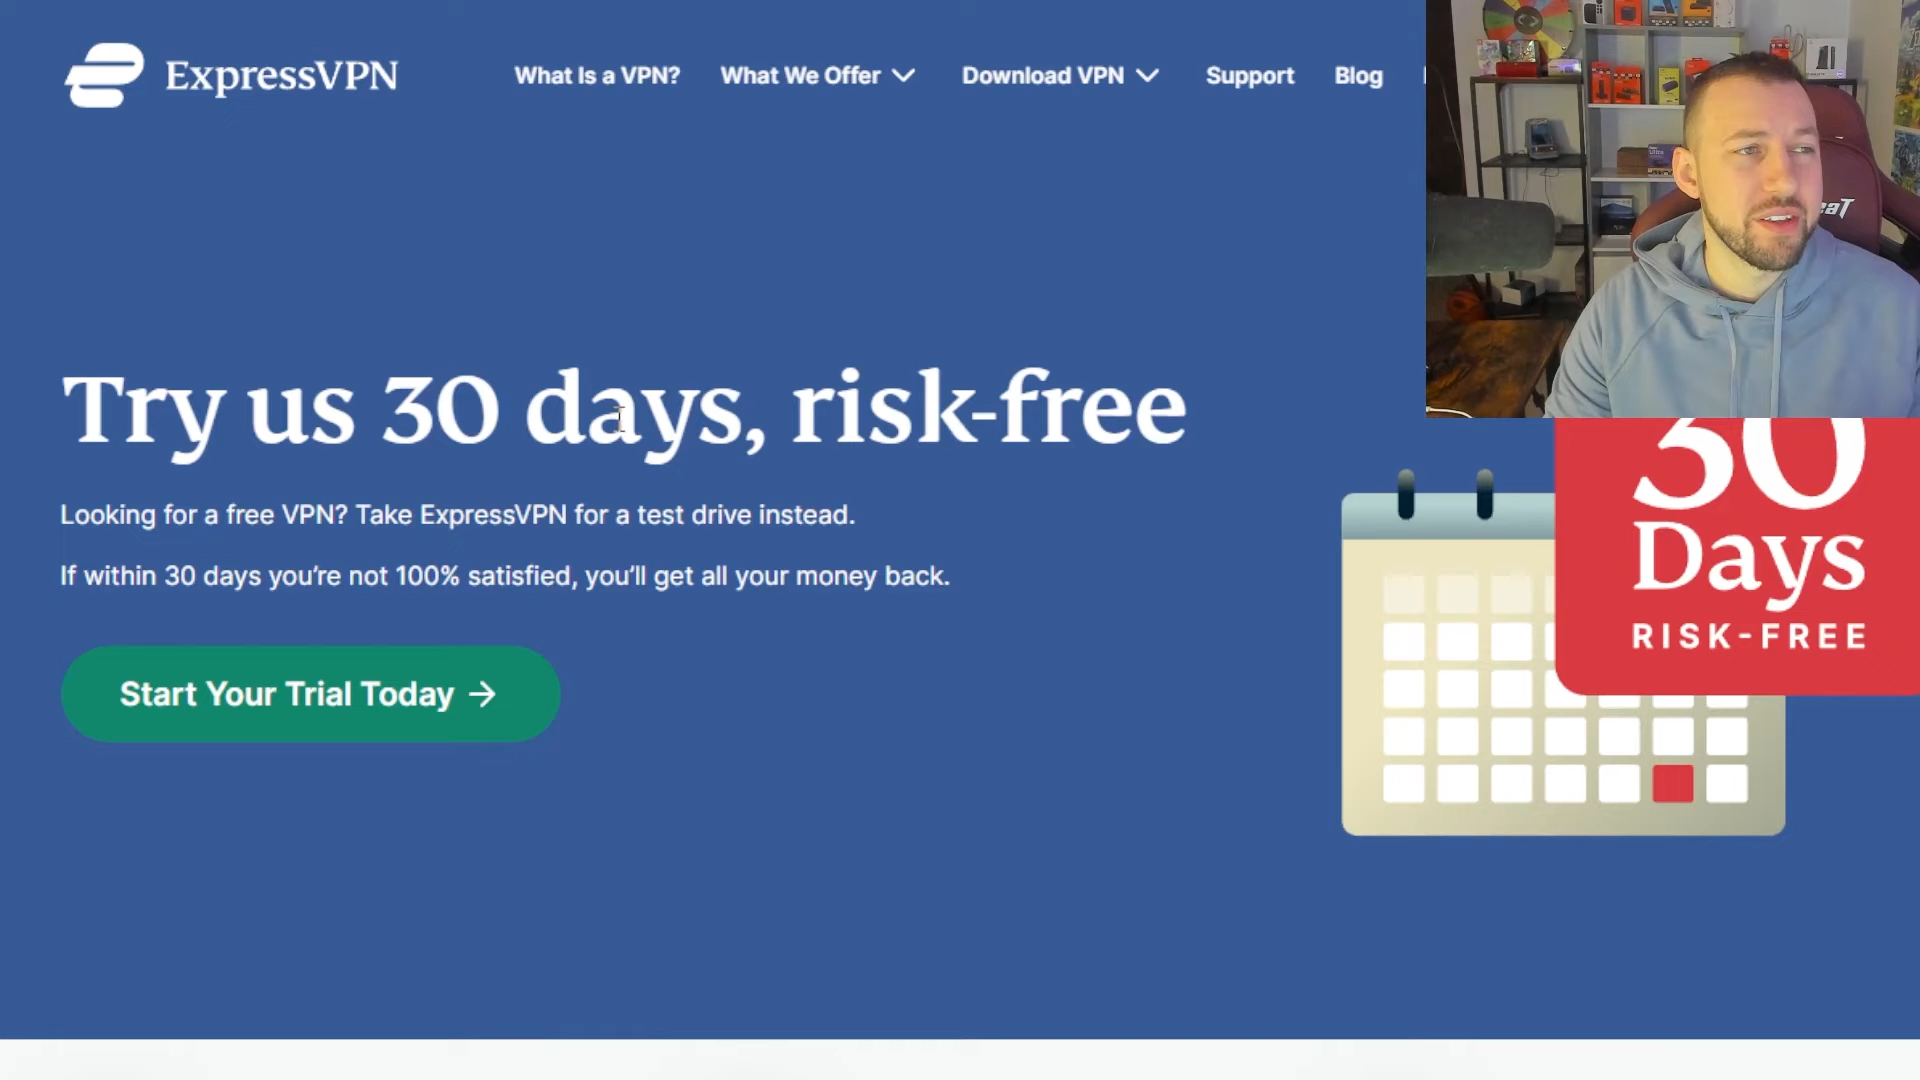 ExpressVPN
What Is a VPN? What We Offer Download VPN Support Blog
Try us 30 days, risk-free
Looking for a free VPN? Take ExpressVPN for a test drive instead.
If within 30 days you're not 100% satisfied, you'll get all your money back.
Start Your Trial Today →
30
Days
RISK-FREE